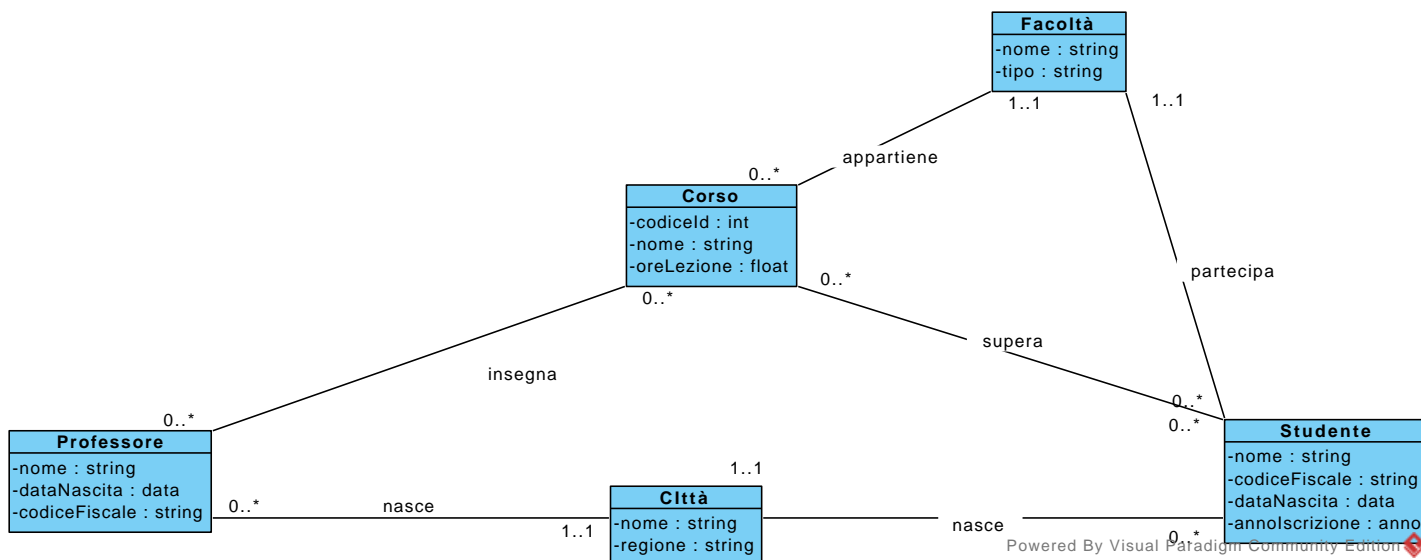 Facoltà
-nome : string
-tipo : string
1..1
1..1
appartiene
0..*
Corso
-codiceId : int
-nome : string
-oreLezione : float
0..*
0..*
partecipa
supera
insegna
0..*
0..*
0..*
Professore
-nome : string
-dataNascita : data
-codiceFiscale : string
Studente
-nome : string
-codiceFiscale : string
-dataNascita : data
-annoIscrizione : anno
1..1
0..*
nasce
1..1
CIttà
-nome : string
-regione : string
nasce
0..*
Powered By Visual Paradigm Community Edition